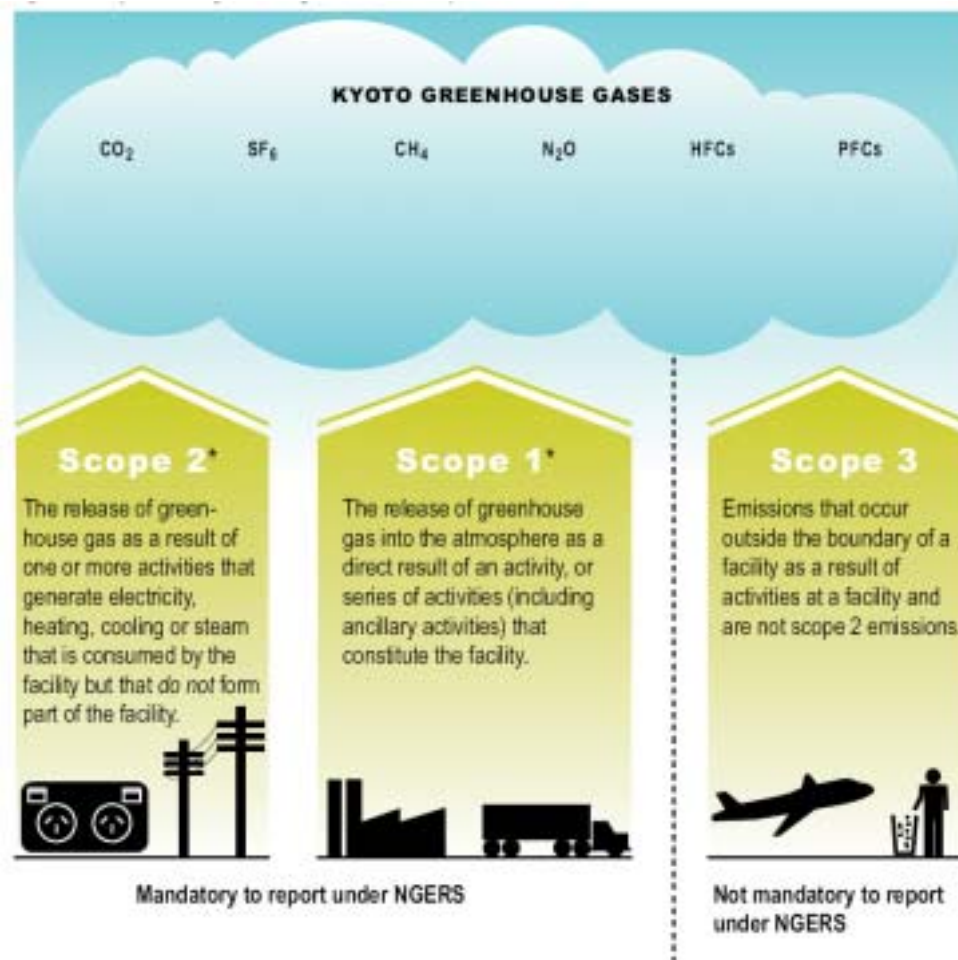 KYOTO GREENHOUSE GASES
CO₂ SF₆ CH₄ N₂O HFCs PFCs
Scope 2*
The release of green-
house gas as a result of
one or more activities that
generate electricity,
heating, cooling or steam
that is consumed by the
facility but that do not form
part of the facility.
Scope 1*
The release of greenhouse
gas into the atmosphere as a
direct result of an activity, or
series of activities (including
ancillary activities) that
constitute the facility.
Scope 3
Emissions that occur
outside the boundary of a
facility as a result of
activities at a facility and
are not scope 2 emissions.
Mandatory to report under NGERS
Not mandatory to report
under NGERS